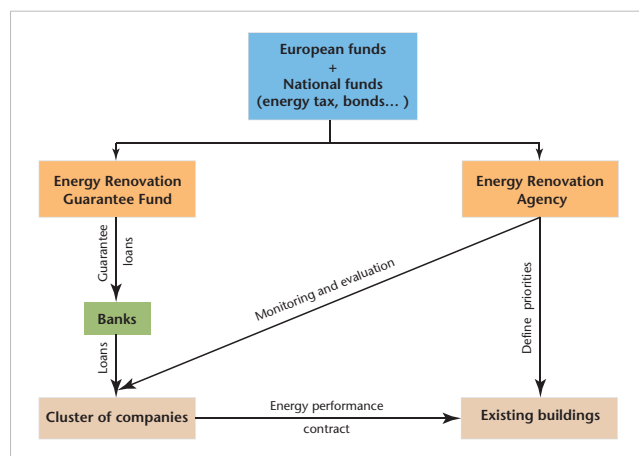 European funds
+
National funds
(energy tax, bonds... )
Energy Renovation
Guarantee Fund
Energy Renovation
Agency
Guarantee
loans
Monitoring and evaluation
Define priorities
Banks
Loans
Cluster of companies
Energy performance
contract
Existing buildings